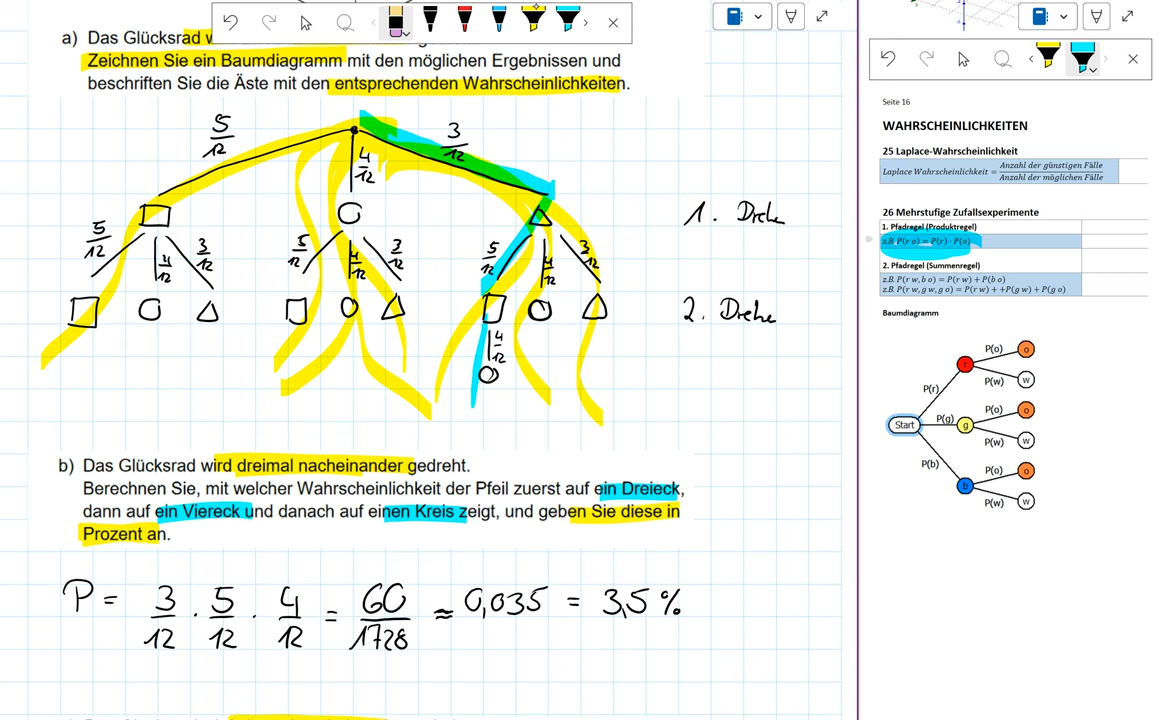 a) Das Glücksrad w
Zeichnen Sie ein Baumdiagramm mit den möglichen Ergebnissen und
beschriften Sie die Äste mit den entsprechenden Wahrscheinlichkeiten.
5/12 4/12 3/12
1. Drehe
5/12 4/12 3/12 5/12 4/12 3/12 5/12 4/12 3/12
2. Drehe
4/12
b) Das Glücksrad wird dreimal nacheinander gedreht.
Berechnen Sie, mit welcher Wahrscheinlichkeit der Pfeil zuerst auf ein Dreieck,
dann auf ein Viereck und danach auf einen Kreis zeigt, und geben Sie diese in
Prozent an.
P = 3/12 · 5/12 · 4/12 = 60/1728 ≈ 0,035 = 3,5 %
Seite 16
WAHRSCHEINLICHKEITEN
25 Laplace-Wahrscheinlichkeit
Laplace Wahrscheinlichkeit = Anzahl der günstigen Fälle / Anzahl der möglichen Fälle
26 Mehrstufige Zufallsexperimente
1. Pfadregel (Produktregel)
z.B. P(r o) = P(r) · P(o)
2. Pfadregel (Summenregel)
z.B. P(r w, b o) = P(r w) + P(b o)
z.B. P(r w, g w, g o) = P(r w) + +P(g w) + P(g o)
Baumdiagramm
P(o) o
r
P(w) w
P(r)
P(o) o
Start P(g) g
P(w) w
P(b)
P(o) o
b
P(w) w